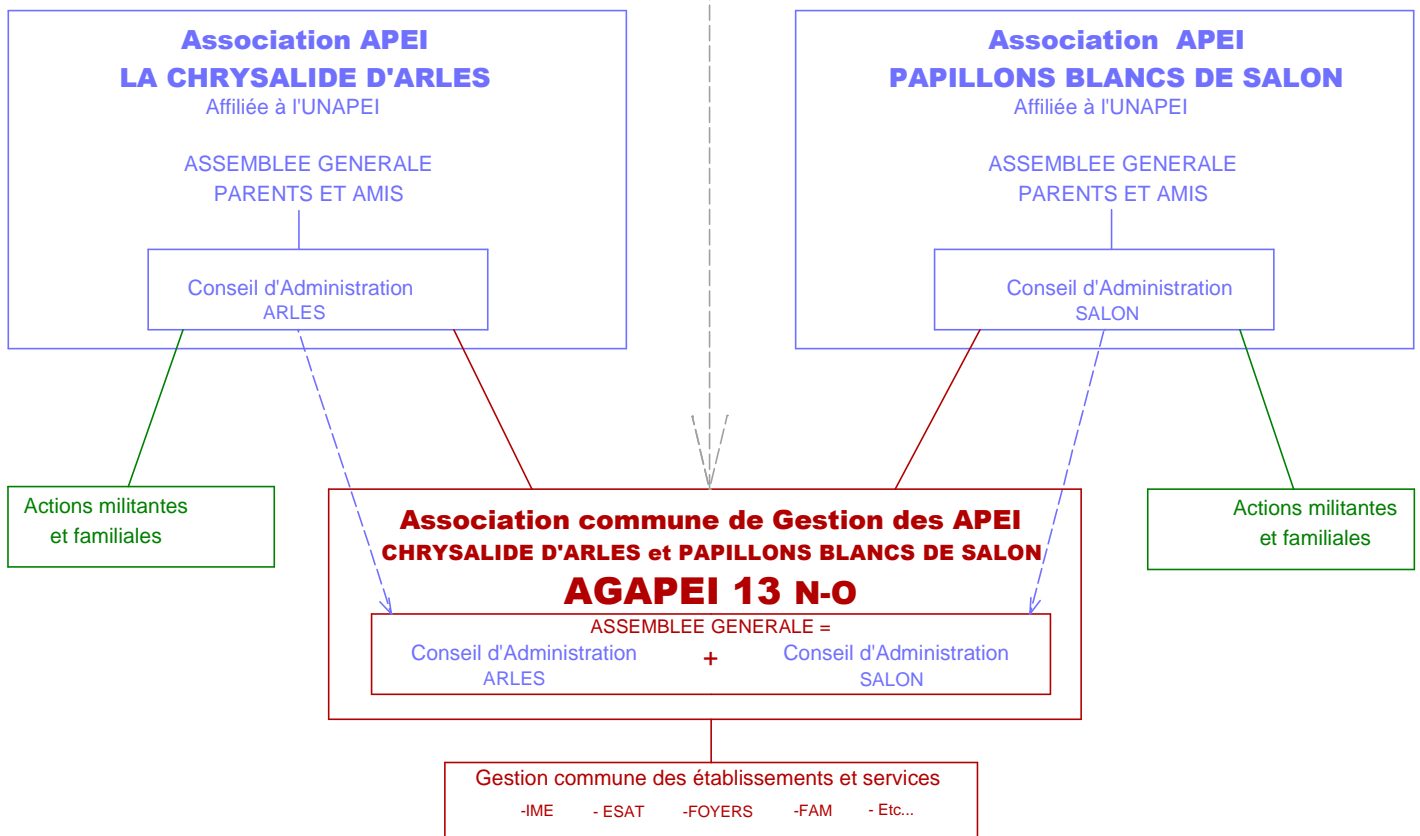 Association APEI
LA CHRYSALIDE D'ARLES
Affiliée à l'UNAPEI
ASSEMBLEE GENERALE
PARENTS ET AMIS
Conseil d'Administration
ARLES
Association APEI
PAPILLONS BLANCS DE SALON
Affiliée à l'UNAPEI
ASSEMBLEE GENERALE
PARENTS ET AMIS
Conseil d'Administration
SALON
Actions militantes
et familiales
Actions militantes
et familiales
Association commune de Gestion des APEI
CHRYSALIDE D'ARLES et PAPILLONS BLANCS DE SALON
AGAPEI 13 N-O
ASSEMBLEE GENERALE =
Conseil d'Administration + Conseil d'Administration
ARLES SALON
Gestion commune des établissements et services
-IME - ESAT -FOYERS -FAM - Etc...